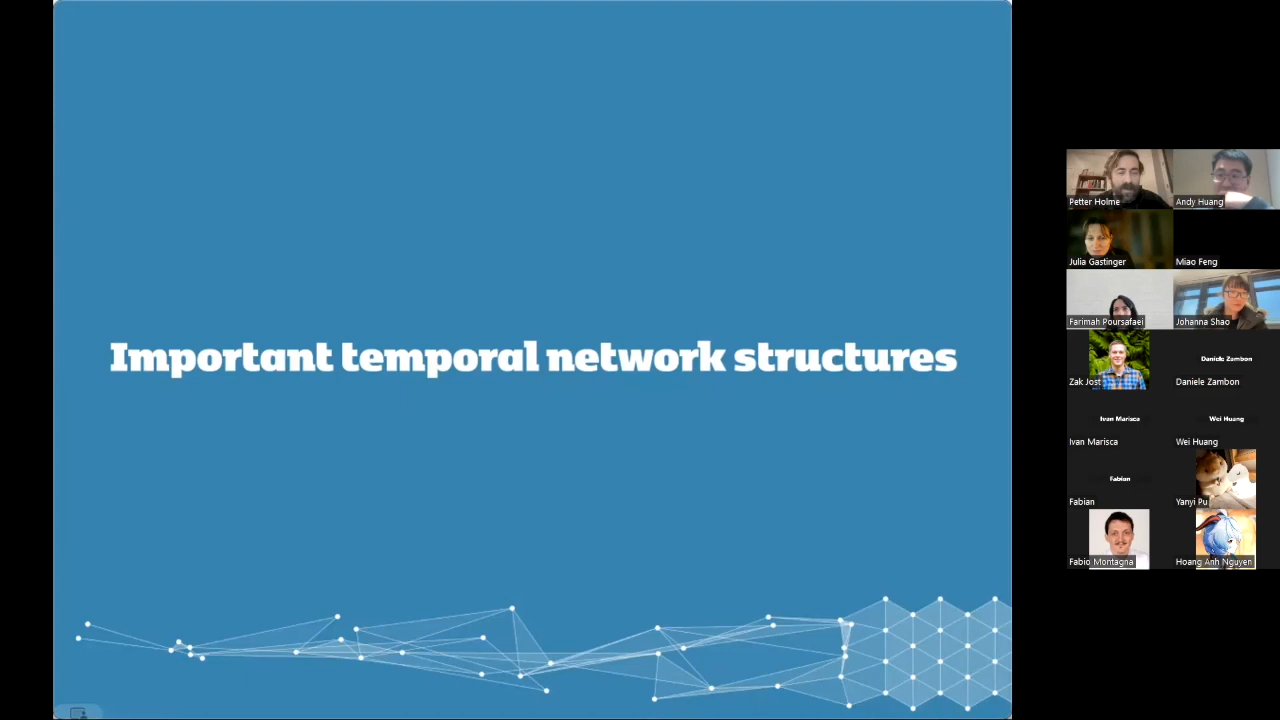 Important temporal network structures
Petter Holme
Andy Huang
Julia Gastinger
Miao Feng
Farimah Poursafaei
Johanna Shao
Zak Jost
Daniele Zambon
Daniele Zambon
Ivan Marisca
Wei Huang
Ivan Marisca
Wei Huang
Fabian
Fabian
Yanyi Pu
Fabio Montagna
Hoang Anh Nguyen